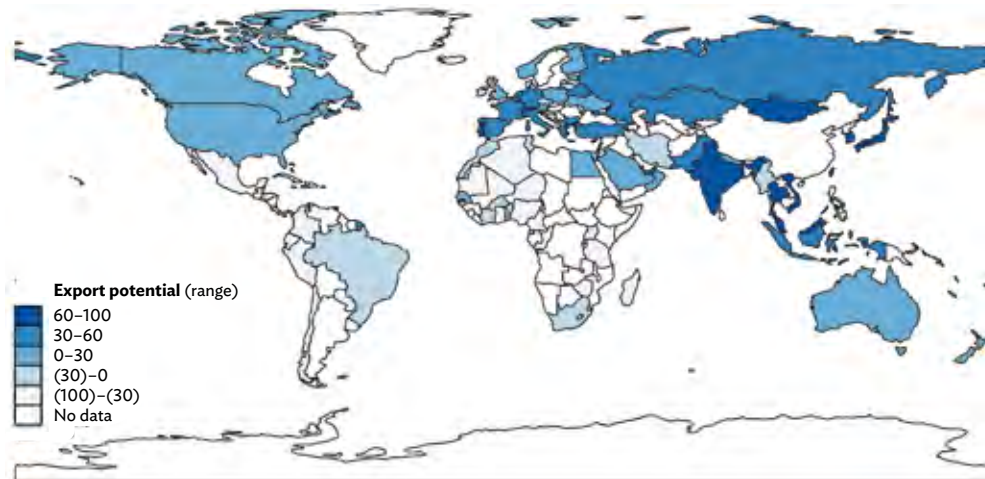 Export potential (range)
60–100
30–60
0–30
(30)–0
(100)–(30)
No data